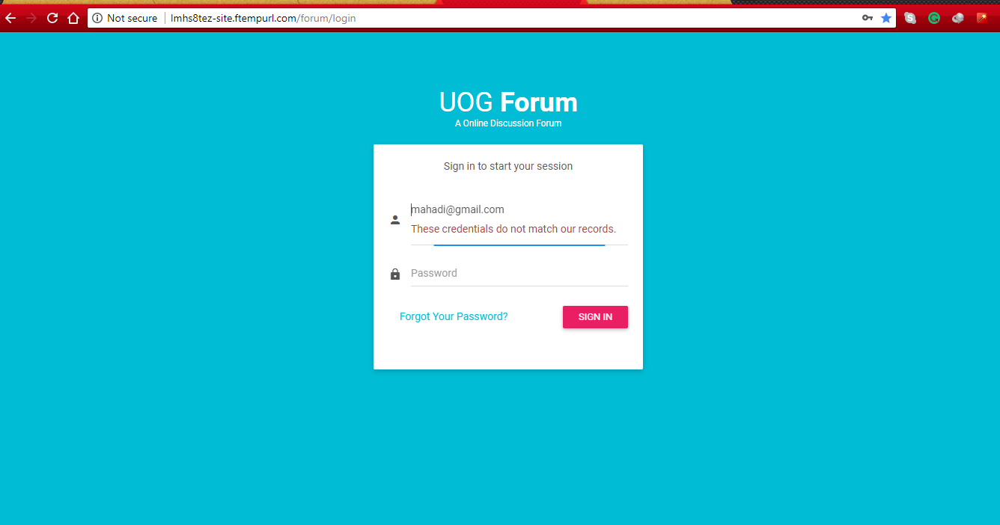 Not secure lmhs8tez-site.ftempurl.com/forum/login
UOG Forum
A Online Discussion Forum
Sign in to start your session
mahadi@gmail.com
These credentials do not match our records.
Password
Forgot Your Password? SIGN IN